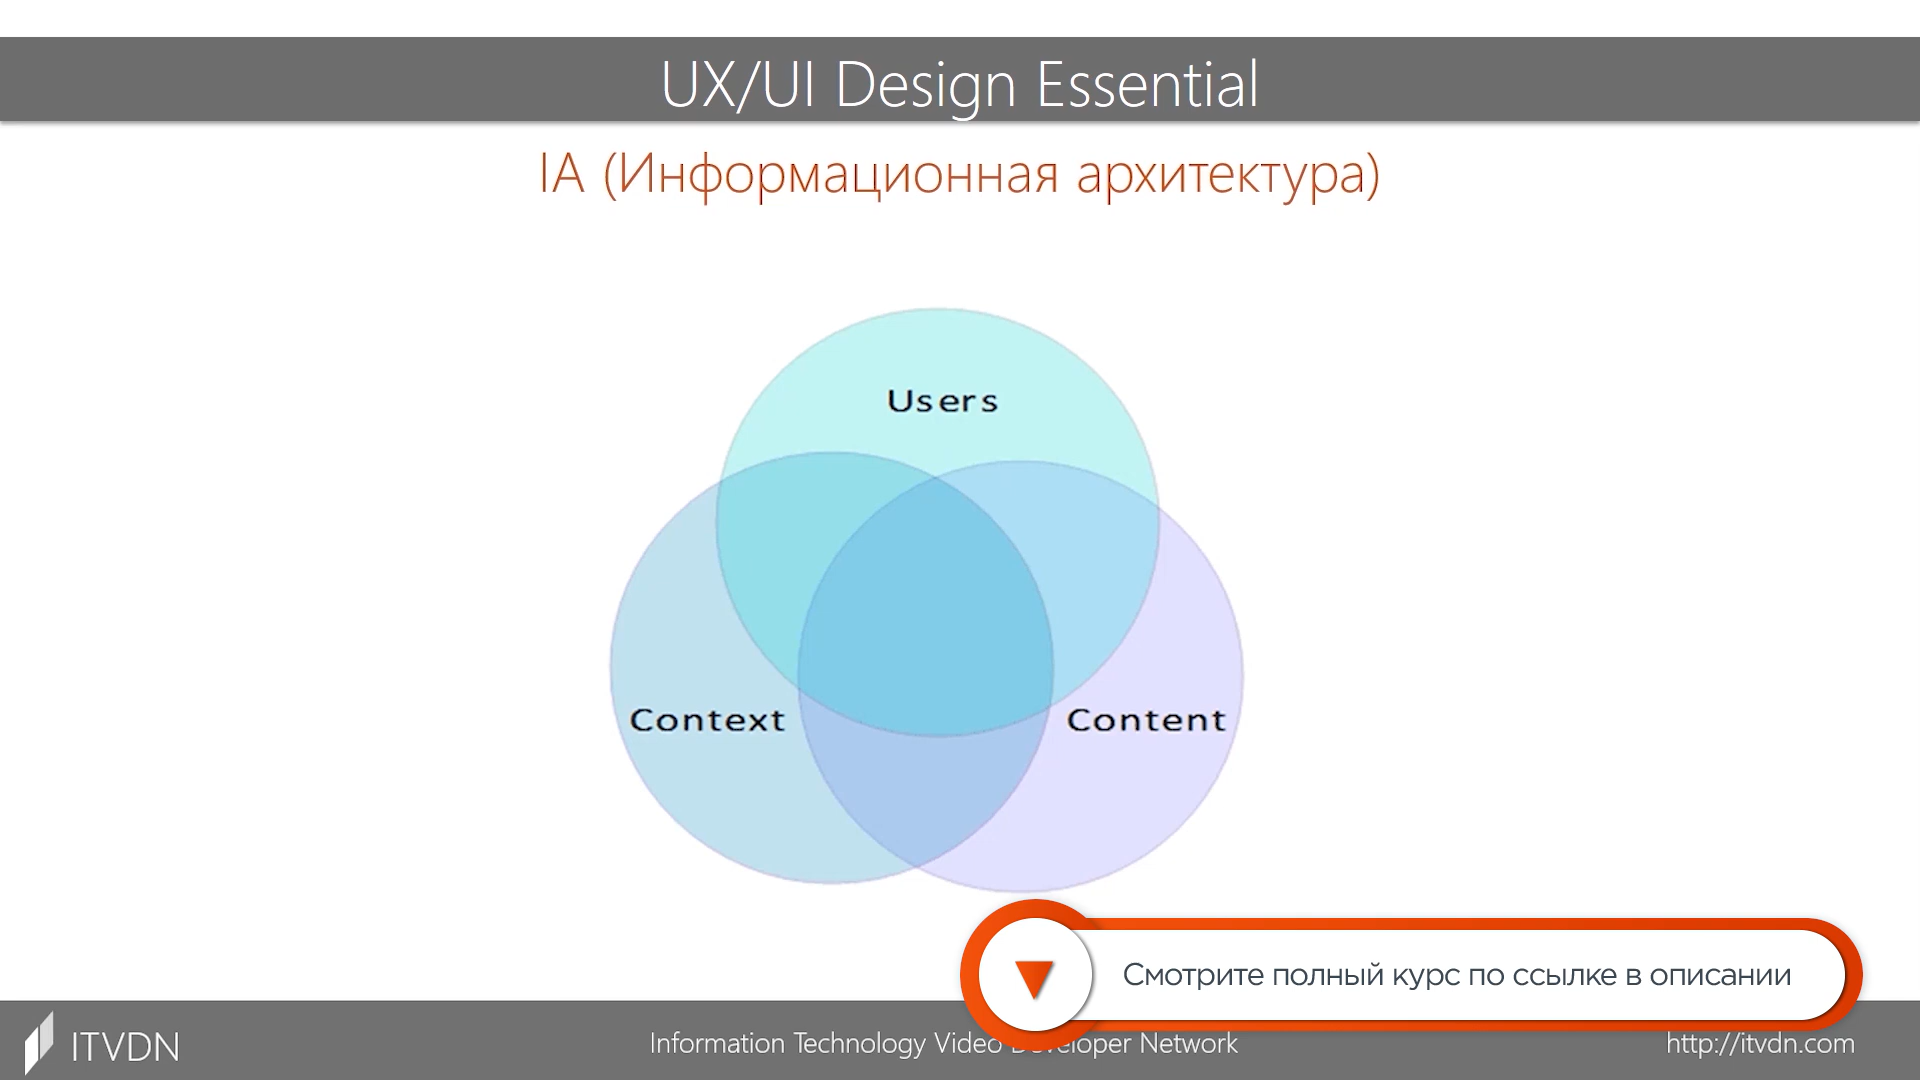 UX/UI Design Essential
IA (Информационная архитектура)
Users
Context
Content
Смотрите полный курс по ссылке в описании
ITVDN
Information Technology Video Developer Network
http://itvdn.com